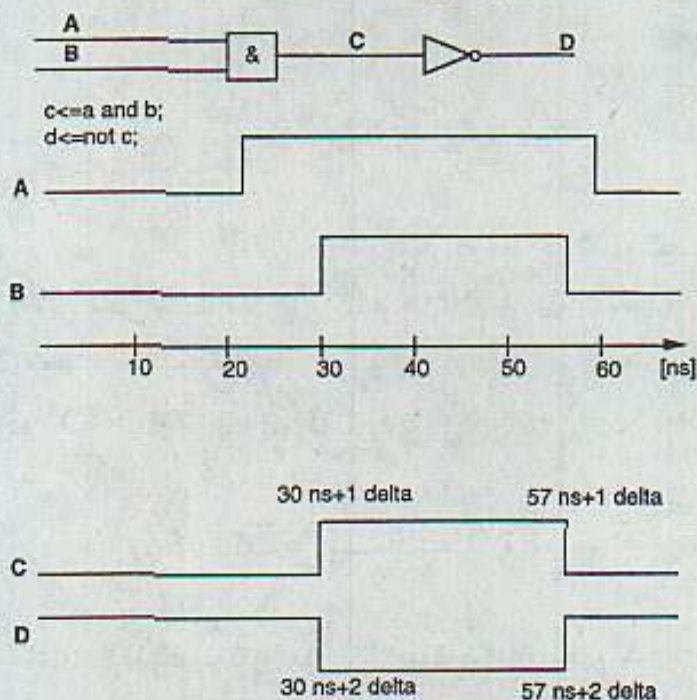 A
B
&
C
D
c<=a and b;
d<=not c;
A
B
10 20 30 40 50 60 [ns]
30 ns+1 delta 57 ns+1 delta
C
D
30 ns+2 delta 57 ns+2 delta